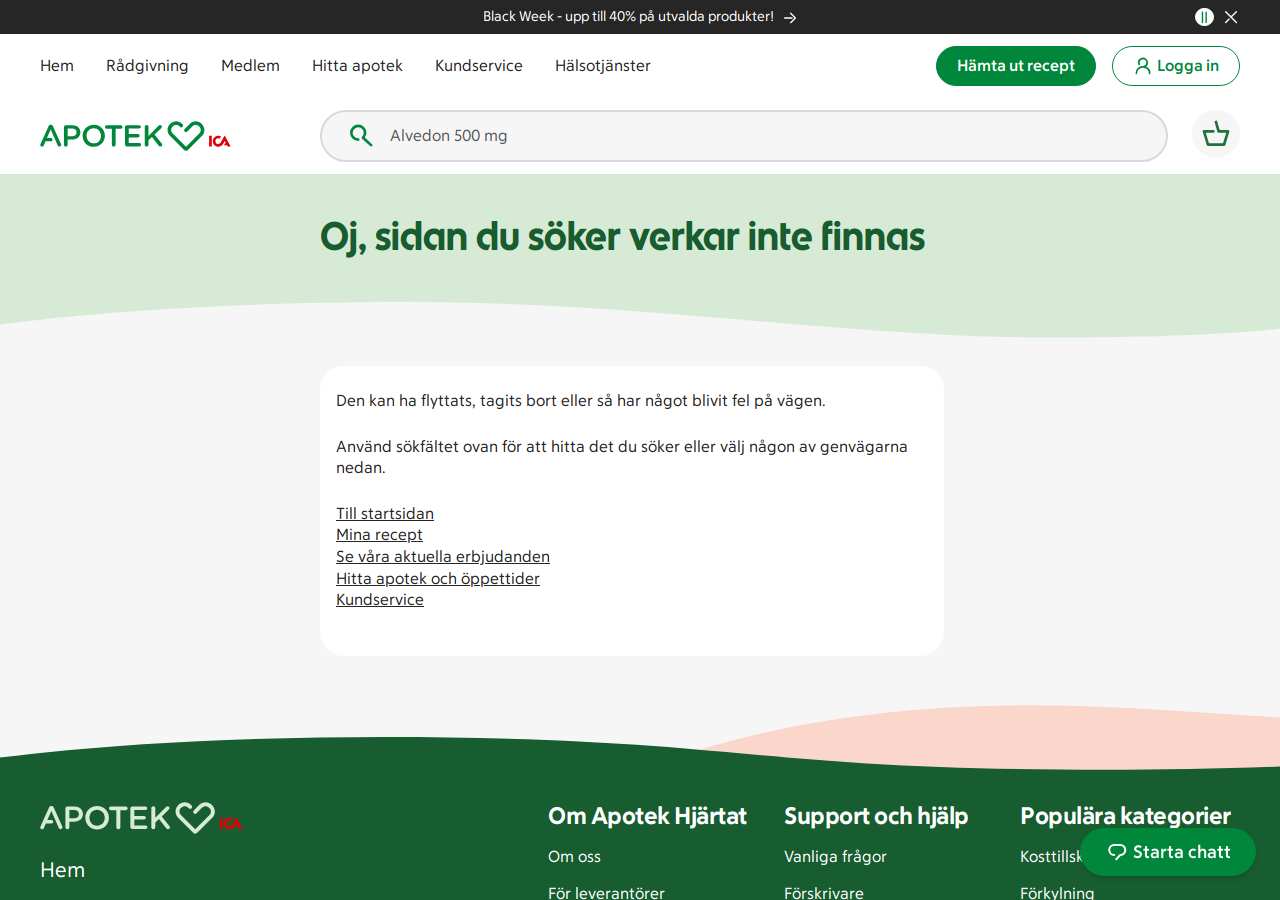 Black Week - upp till 40% på utvalda produkter!
Hem Rådgivning Medlem Hitta apotek Kundservice Hälsotjänster Hämta ut recept Logga in
APOTEK ICA Alvedon 500 mg
Oj, sidan du söker verkar inte finnas
Den kan ha flyttats, tagits bort eller så har något blivit fel på vägen.
Använd sökfältet ovan för att hitta det du söker eller välj någon av genvägarna
nedan.
Till startsidan
Mina recept
Se våra aktuella erbjudanden
Hitta apotek och öppettider
Kundservice
APOTEK ICA Om Apotek Hjärtat Support och hjälp Populära kategorier
Hem Om oss Vanliga frågor Starta chatt
För leverantörer Förskrivare Förkylning